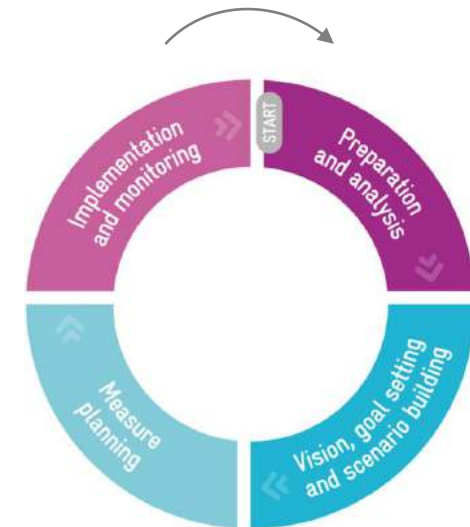 START
Preparation
and analysis
Vision, goal setting
and scenario building
Measure
planning
Implementation
and monitoring